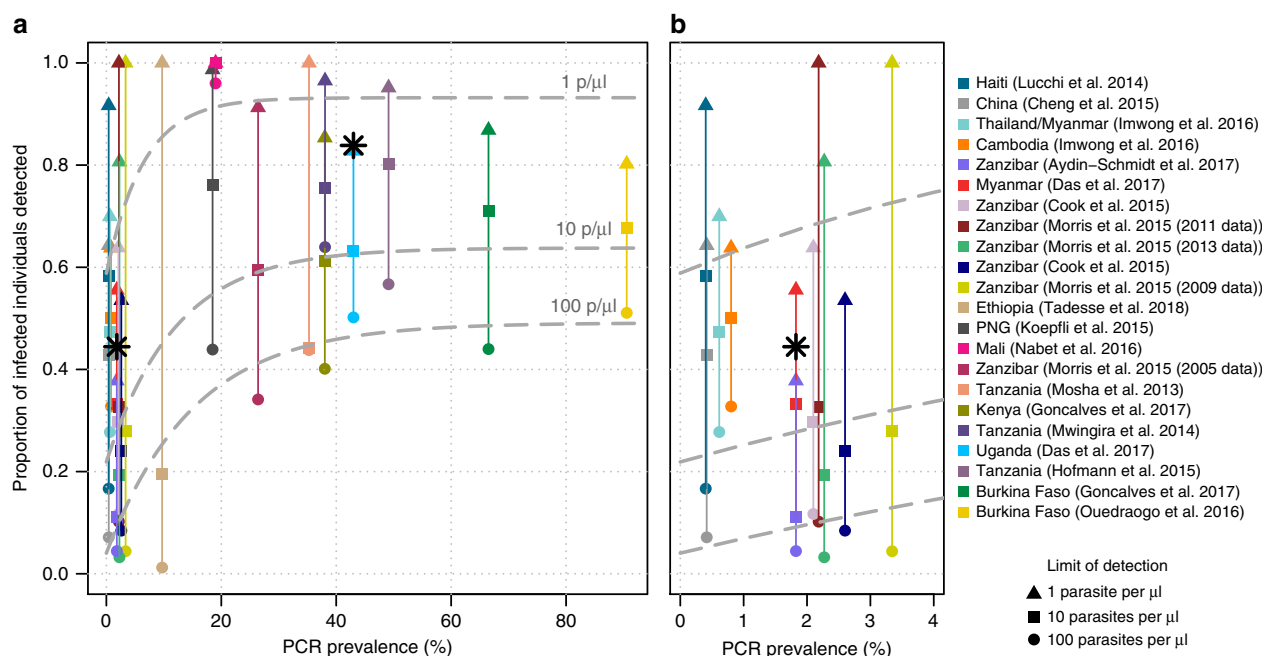 a
b
Proportion of infected individuals detected
1.0
0.8
0.6
0.4
0.2
0.0
1 p/μl
10 p/μl
100 p/μl
0
20
40
60
80
PCR prevalence (%)
0
1
2
3
4
PCR prevalence (%)
Haiti (Lucchi et al. 2014)
China (Cheng et al. 2015)
Thailand/Myanmar (Imwong et al. 2016)
Cambodia (Imwong et al. 2016)
Zanzibar (Aydin−Schmidt et al. 2017)
Myanmar (Das et al. 2017)
Zanzibar (Cook et al. 2015)
Zanzibar (Morris et al. 2015 (2011 data))
Zanzibar (Morris et al. 2015 (2013 data))
Zanzibar (Cook et al. 2015)
Zanzibar (Morris et al. 2015 (2009 data))
Ethiopia (Tadesse et al. 2018)
PNG (Koepfli et al. 2015)
Mali (Nabet et al. 2016)
Zanzibar (Morris et al. 2015 (2005 data))
Tanzania (Mosha et al. 2013)
Kenya (Goncalves et al. 2017)
Tanzania (Mwingira et al. 2014)
Uganda (Das et al. 2017)
Tanzania (Hofmann et al. 2015)
Burkina Faso (Goncalves et al. 2017)
Burkina Faso (Ouedraogo et al. 2016)
Limit of detection
1 parasite per μl
10 parasites per μl
100 parasites per μl